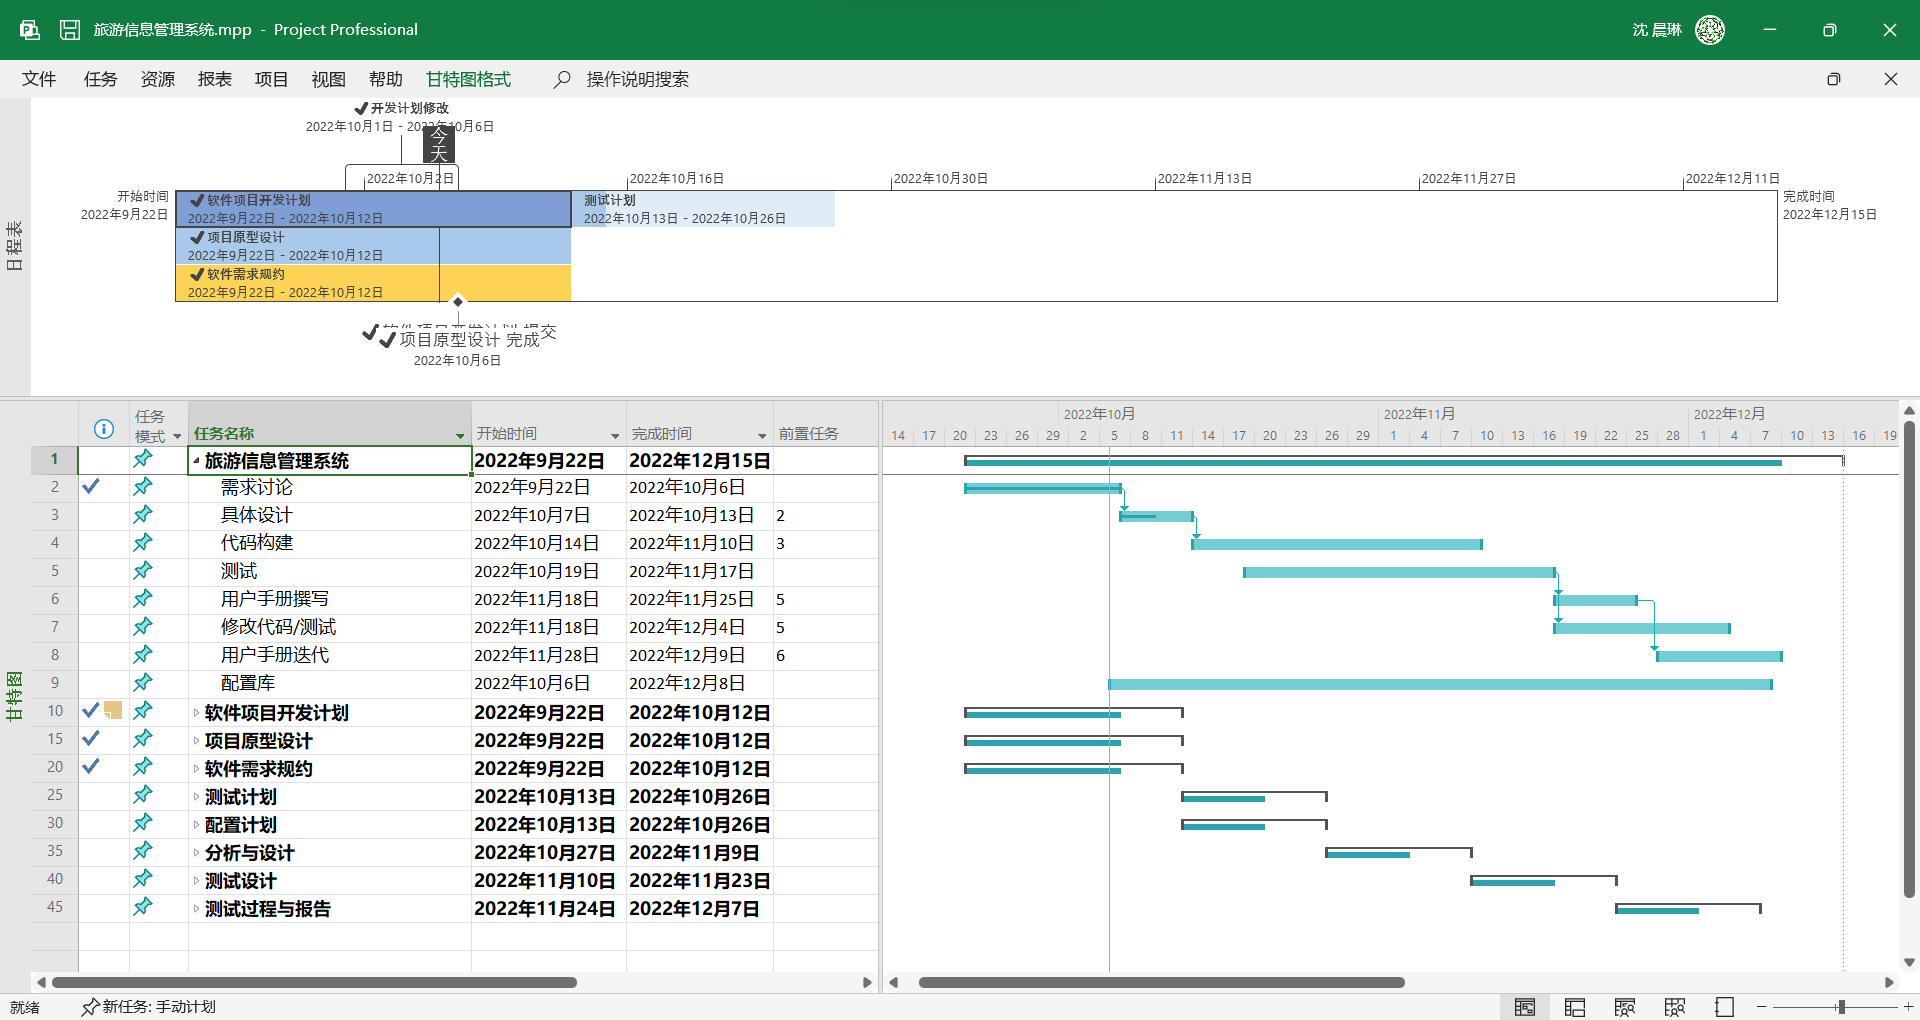 旅游信息管理系统.mpp - Project Professional
沈 晨琳
文件 任务 资源 报表 项目 视图 帮助 甘特图格式 操作说明搜索
日程表
开发计划修改
2022年10月1日 - 2022年10月6日
今天
2022年10月2日 2022年10月16日 2022年10月30日 2022年11月13日 2022年11月27日 2022年12月11日
开始时间
2022年9月22日
软件项目开发计划
2022年9月22日 - 2022年10月12日
测试计划
2022年10月13日 - 2022年10月26日
完成时间
2022年12月15日
项目原型设计
2022年9月22日 - 2022年10月12日
软件需求规约
2022年9月22日 - 2022年10月12日
软件项目开发计划 提交
项目原型设计 完成
2022年10月6日
甘特图
任务模式 任务名称 开始时间 完成时间 前置任务
2022年10月 2022年11月 2022年12月
14 17 20 23 26 29 2 5 8 11 14 17 20 23 26 29 1 4 7 10 13 16 19 22 25 28 1 4 7 10 13 16 19
1 旅游信息管理系统 2022年9月22日 2022年12月15日
2 需求讨论 2022年9月22日 2022年10月6日
3 具体设计 2022年10月7日 2022年10月13日 2
4 代码构建 2022年10月14日 2022年11月10日 3
5 测试 2022年10月19日 2022年11月17日
6 用户手册撰写 2022年11月18日 2022年11月25日 5
7 修改代码/测试 2022年11月18日 2022年12月4日 5
8 用户手册迭代 2022年11月28日 2022年12月9日 6
9 配置库 2022年10月6日 2022年12月8日
10 软件项目开发计划 2022年9月22日 2022年10月12日
15 项目原型设计 2022年9月22日 2022年10月12日
20 软件需求规约 2022年9月22日 2022年10月12日
25 测试计划 2022年10月13日 2022年10月26日
30 配置计划 2022年10月13日 2022年10月26日
35 分析与设计 2022年10月27日 2022年11月9日
40 测试设计 2022年11月10日 2022年11月23日
45 测试过程与报告 2022年11月24日 2022年12月7日
就绪 新任务: 手动计划